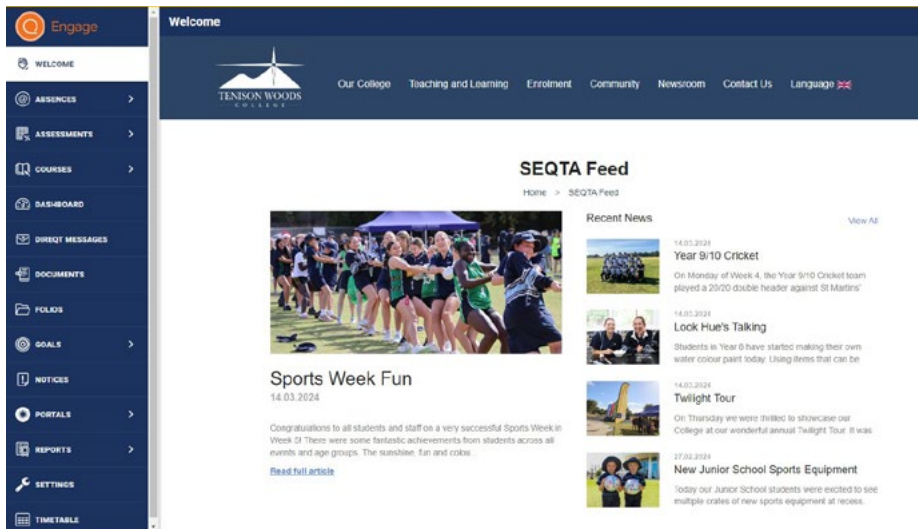 Engage
WELCOME
ABSENCES
ASSESSMENTS
COURSES
DASHBOARD
DIREQT MESSAGES
DOCUMENTS
FOLIOS
GOALS
NOTICES
PORTALS
REPORTS
SETTINGS
TIMETABLE
Welcome
TENISON WOODS
COLLEGE
Our College Teaching and Learning Enrolment Community Newsroom Contact Us Language
SEQTA Feed
Home > SEQTA Feed
Sports Week Fun
14.03.2024
Congratulations to all students and staff on a very successful Sports Week in
Week 5! There were some fantastic achievements from students across all
events and age groups. The sunshine, fun and colou...
Read full article
Recent News
View All
14.03.2024
Year 9/10 Cricket
On Monday of Week 4, the Year 9/10 Cricket team
played a 20/20 double header against St Martins'
14.03.2024
Look Hue's Talking
Students in Year 6 have started making their own
water colour paint today. Using items that can be
14.03.2024
Twilight Tour
On Thursday we were thrilled to showcase our
College at our wonderful annual Twilight Tour. It was
27.02.2024
New Junior School Sports Equipment
Today our Junior School students were excited to see
multiple crates of new sports equipment at recess.